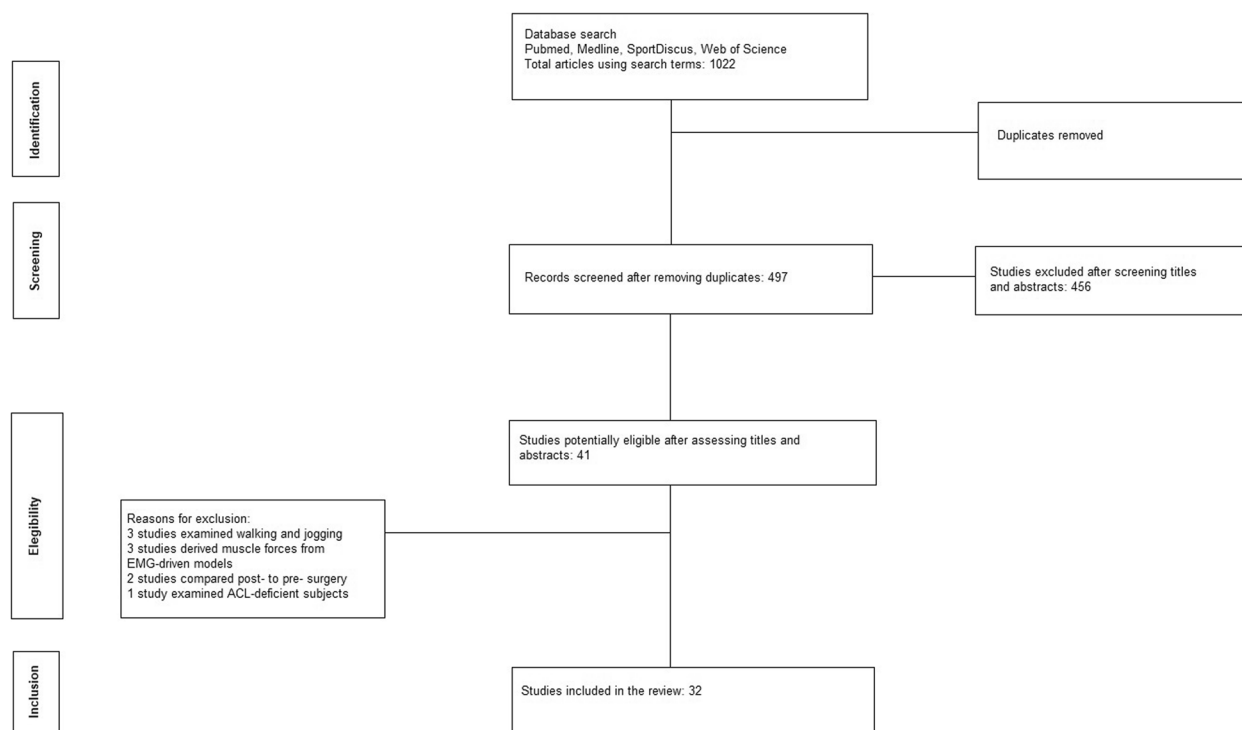 Database search
Pubmed, Medline, SportDiscus, Web of Science
Total articles using search terms: 1022
Identification
Duplicates removed
Screening
Records screened after removing duplicates: 497
Studies excluded after screening titles
and abstracts: 456
Elegibility
Studies potentially eligible after assessing titles and
abstracts: 41
Reasons for exclusion:
3 studies examined walking and jogging
3 studies derived muscle forces from
EMG-driven models
2 studies compared post- to pre- surgery
1 study examined ACL-deficient subjects
Inclusion
Studies included in the review: 32